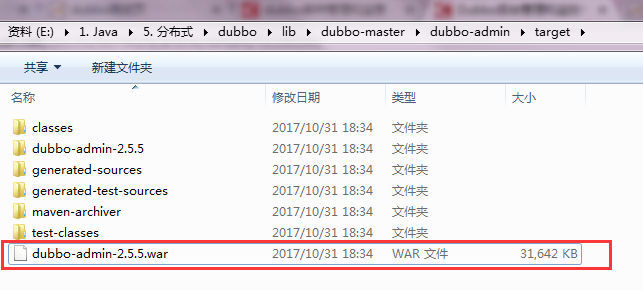 资料 (E:) ▸ 1. Java ▸ 5. 分布式 ▸ dubbo ▸ lib ▸ dubbo-master ▸ dubbo-admin ▸ target ▸
共享 新建文件夹
名称 修改日期 类型 大小
classes 2017/10/31 18:34 文件夹
dubbo-admin-2.5.5 2017/10/31 18:34 文件夹
generated-sources 2017/10/31 18:34 文件夹
generated-test-sources 2017/10/31 18:34 文件夹
maven-archiver 2017/10/31 18:34 文件夹
test-classes 2017/10/31 18:34 文件夹
dubbo-admin-2.5.5.war 2017/10/31 18:34 WAR 文件 31,642 KB